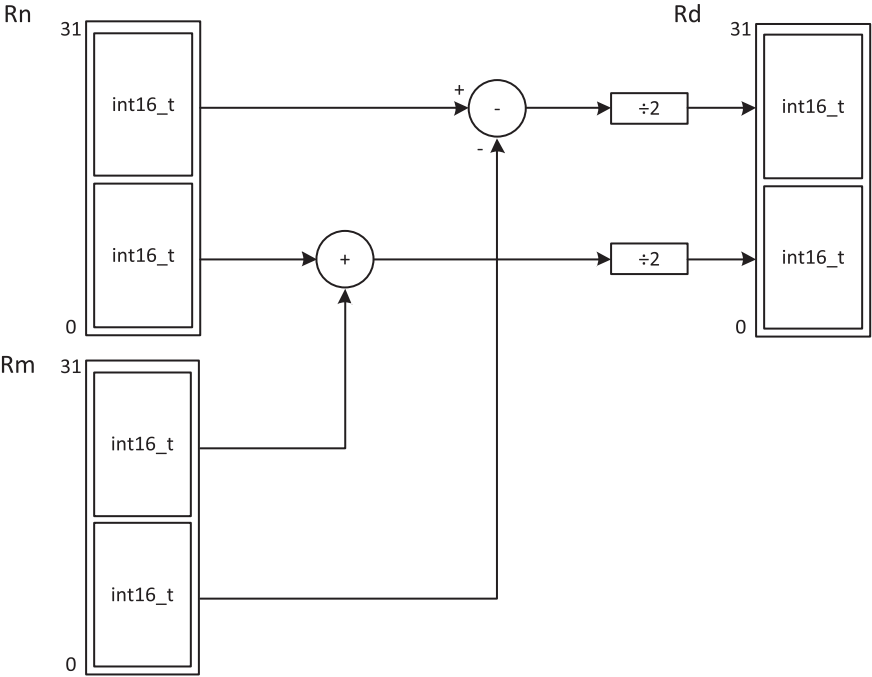 Rn
31
int16_t
int16_t
0
Rm
31
int16_t
int16_t
0
+
-
-
+
÷2
÷2
Rd
31
int16_t
int16_t
0